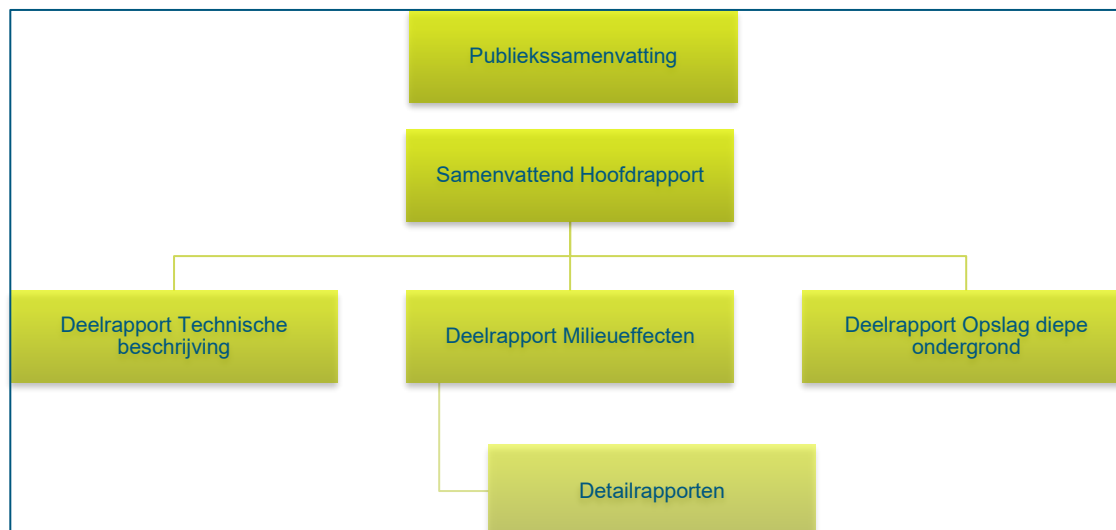 Publiekssamenvatting
Samenvattend Hoofdrapport
Deelrapport Technische
beschrijving
Deelrapport Milieueffecten
Deelrapport Opslag diepe
ondergrond
Detailrapporten